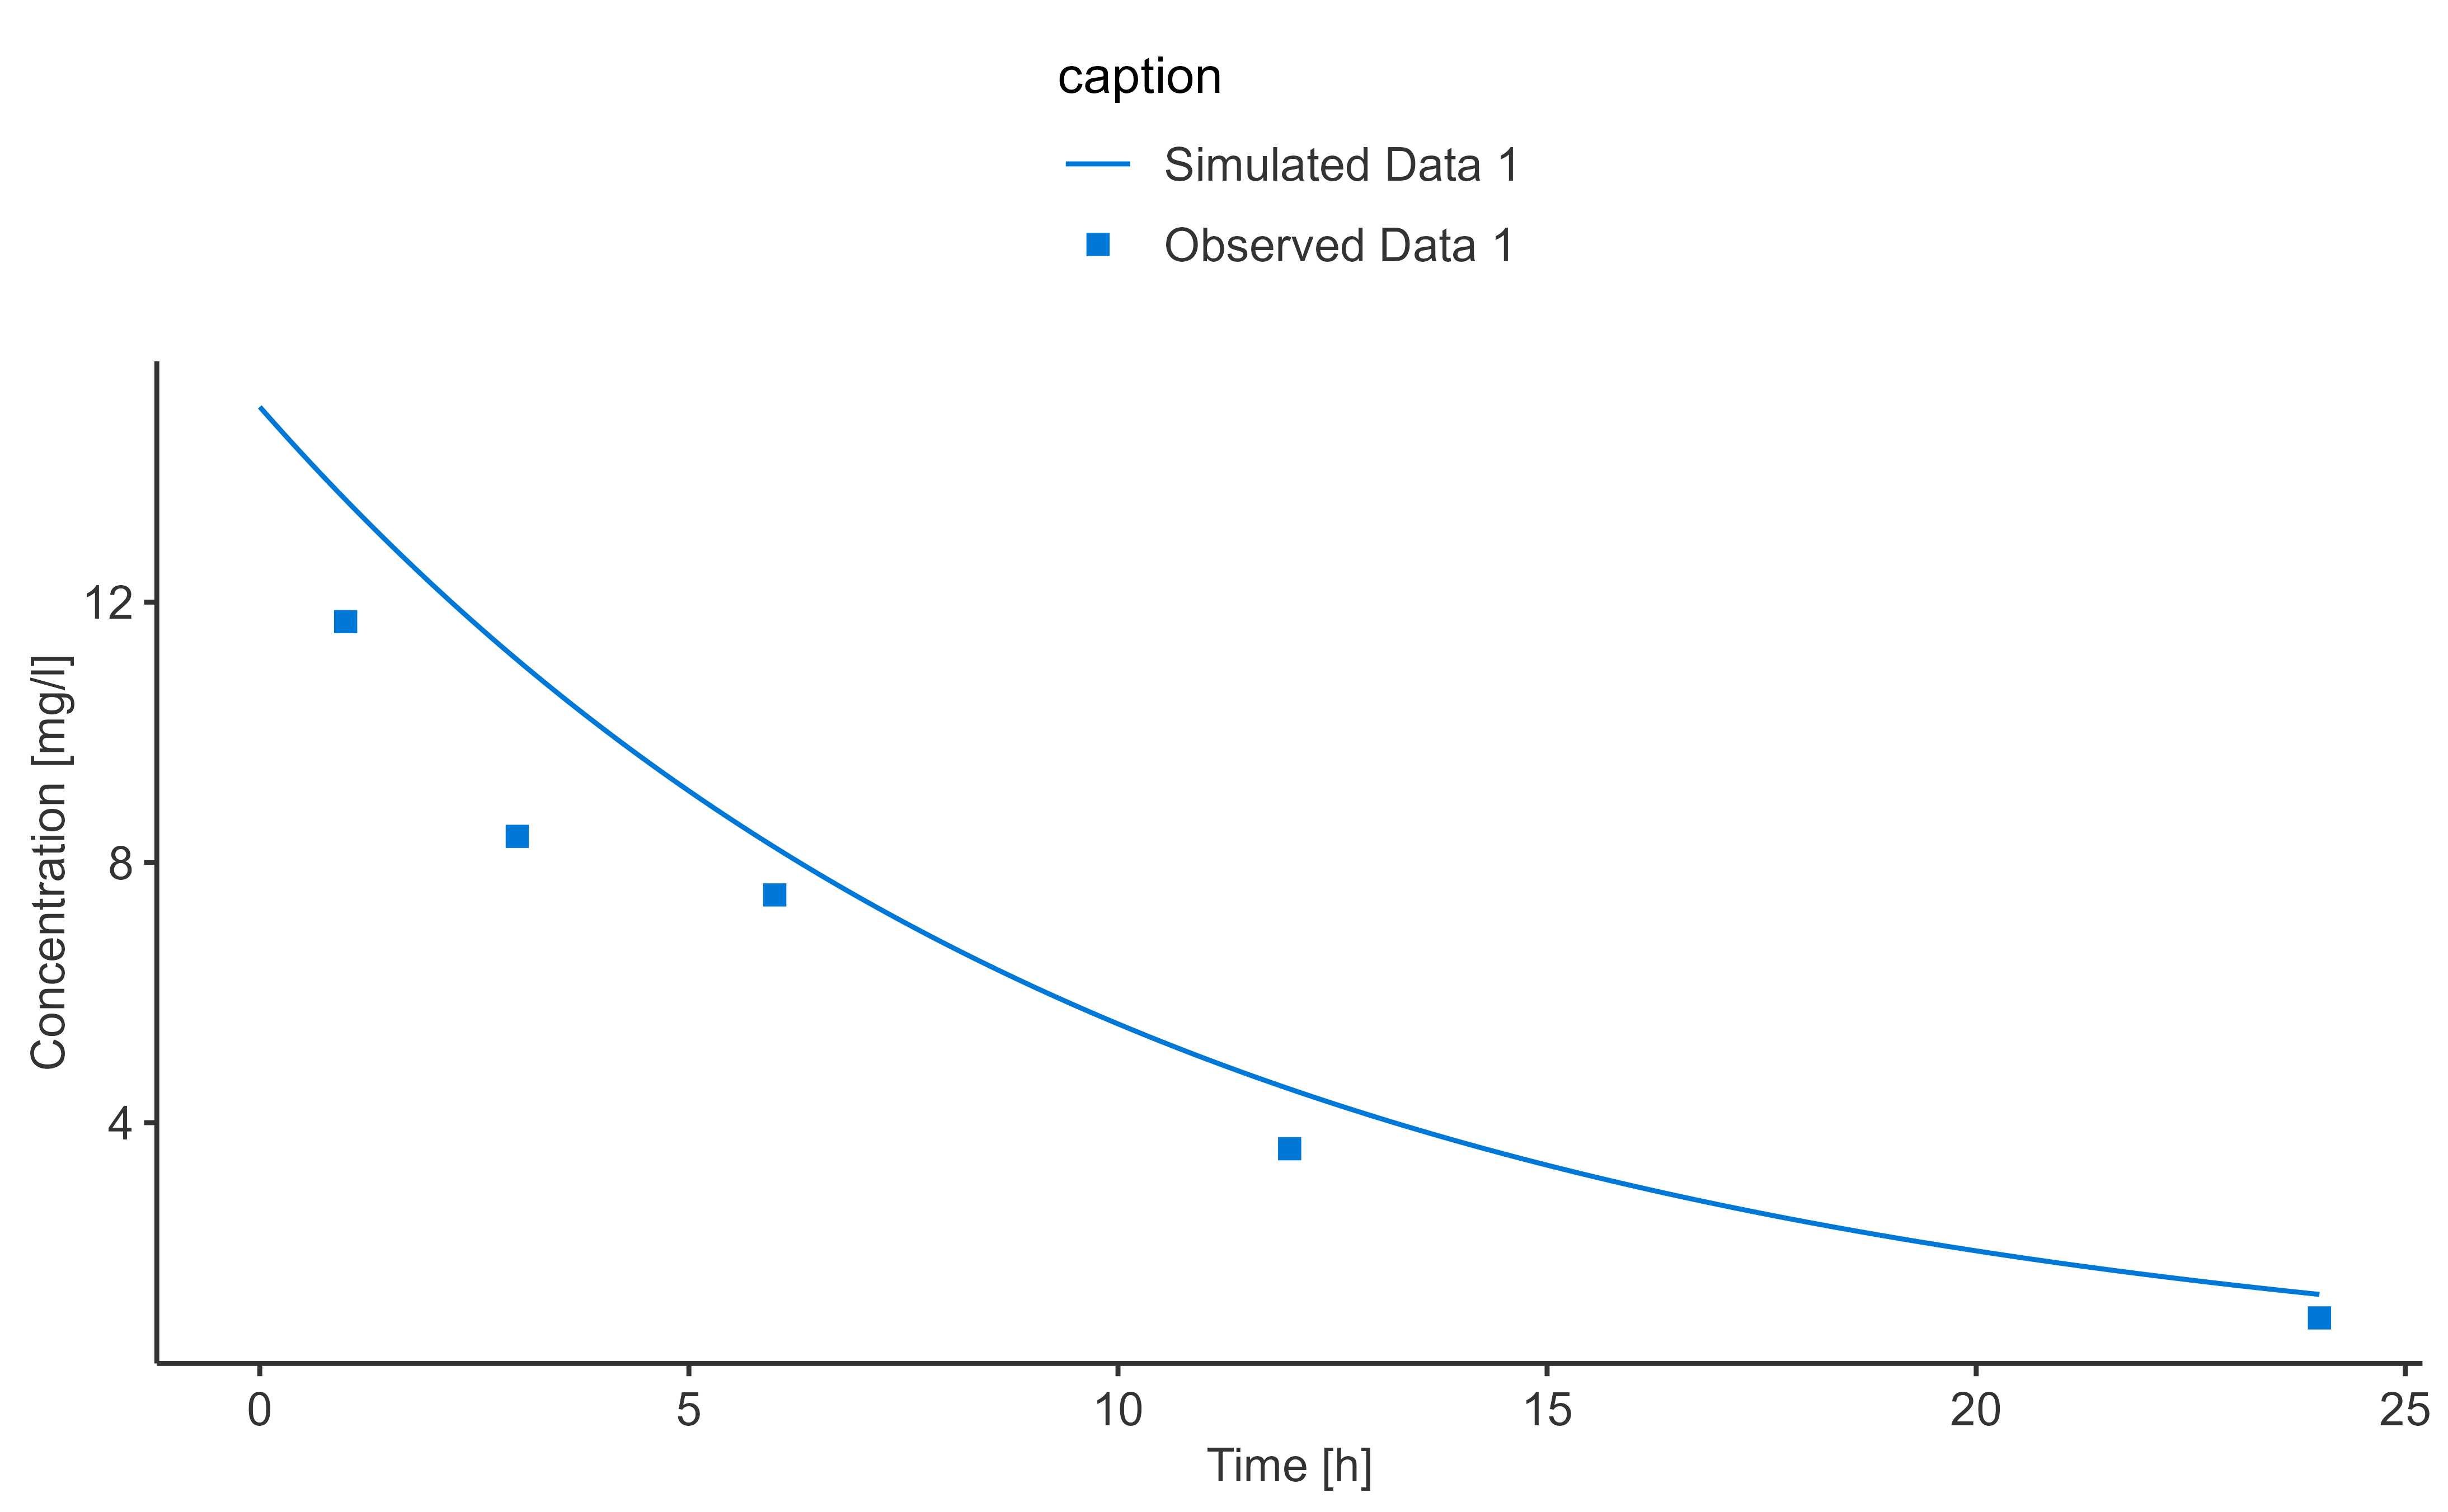 caption
Simulated Data 1
Observed Data 1
12
8
4
Concentration [mg/l]
0 5 10 15 20 25
Time [h]